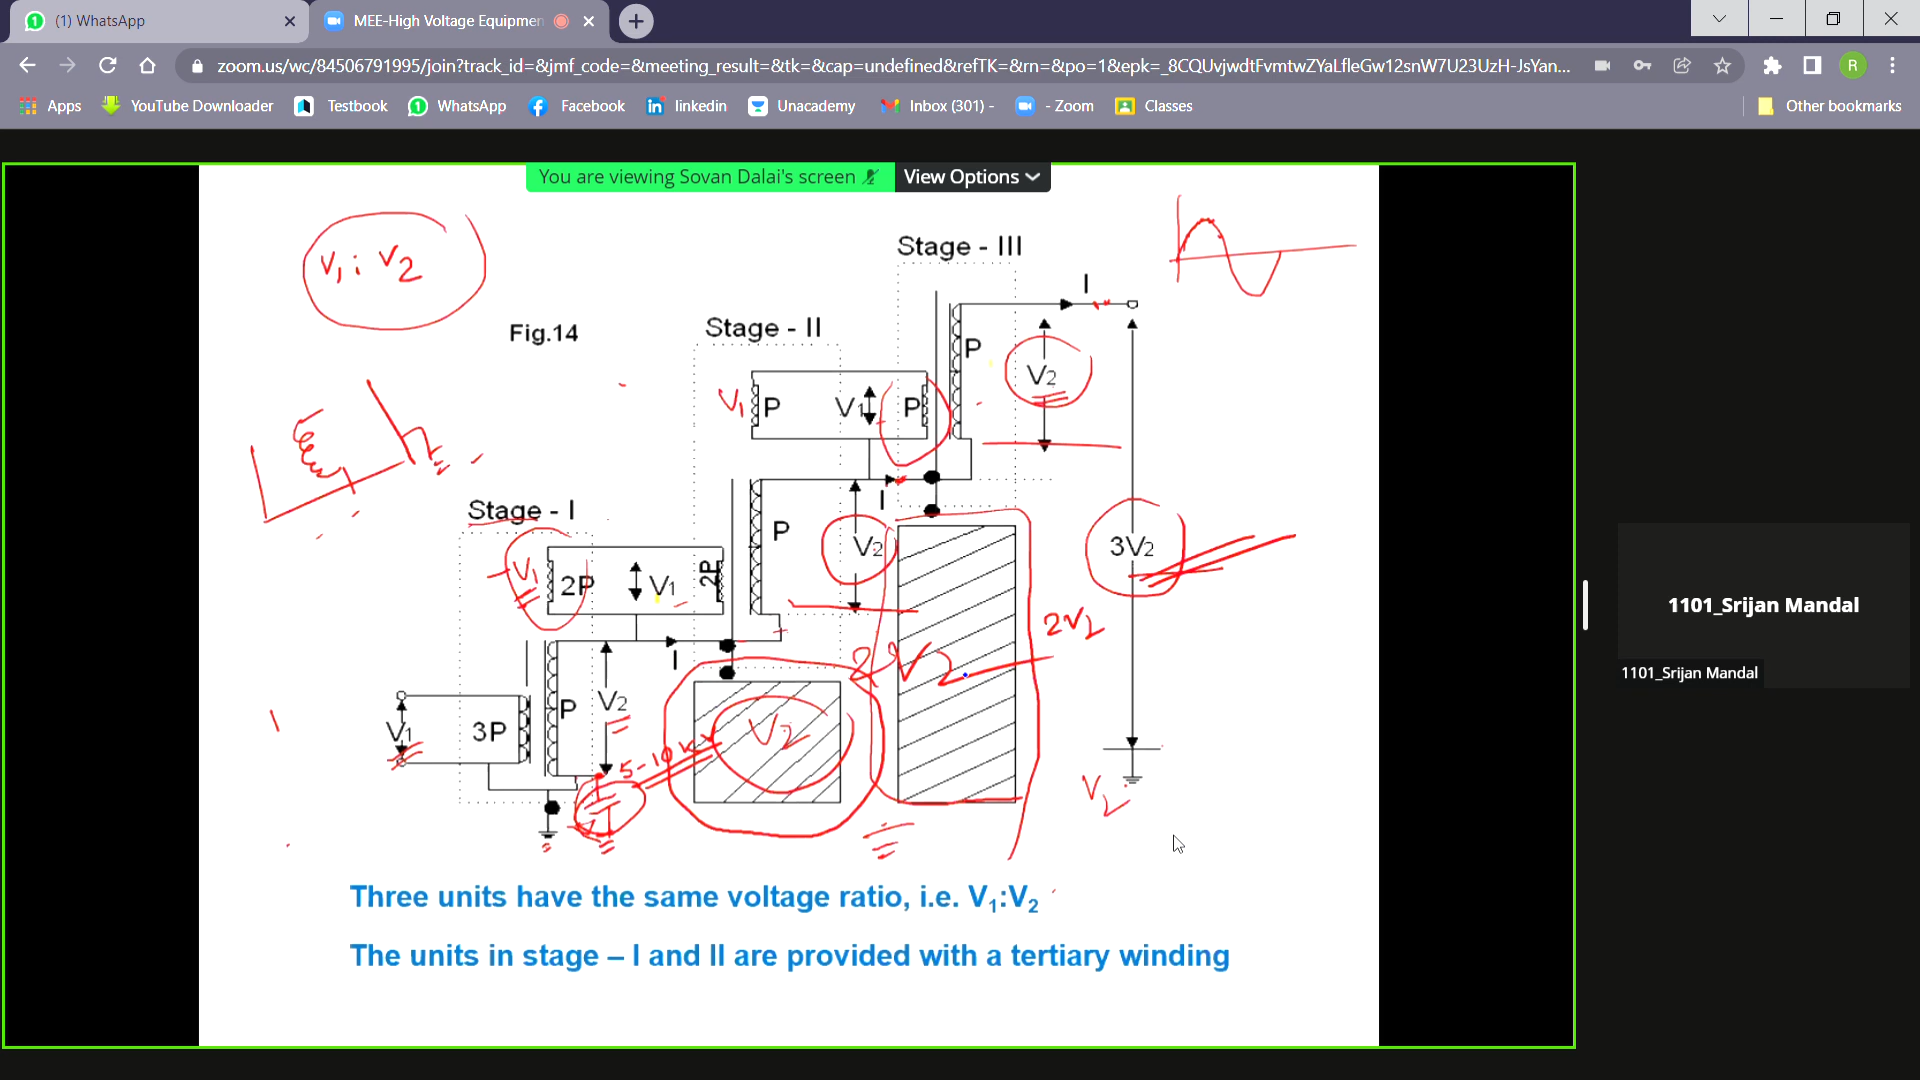 (1) WhatsApp
MEE-High Voltage Equipmen
zoom.us/wc/84506791995/join?track_id=&jmf_code=&meeting_result=&tk=&cap=undefined&refTK=&rn=&po=1&epk=_8CQUvjwdtFvmtwZYaLfleGw12snW7U23UzH-JsYan...
R
Apps
YouTube Downloader
Testbook
WhatsApp
Facebook
linkedin
Unacademy
Inbox (301) -
- Zoom
Classes
Other bookmarks
You are viewing Sovan Dalai's screen
View Options
V1 : V2
Stage - III
I
Fig.14
Stage - II
P
V2
V1 P V1 P
I
Stage - I
P
V2
3V2
V1 2P V1 2P
2V2
I
2V2
V1 3P P V2
V2
5-10 kV
V2
Three units have the same voltage ratio, i.e. V1:V2
The units in stage – I and II are provided with a tertiary winding
1101_Srijan Mandal
1101_Srijan Mandal